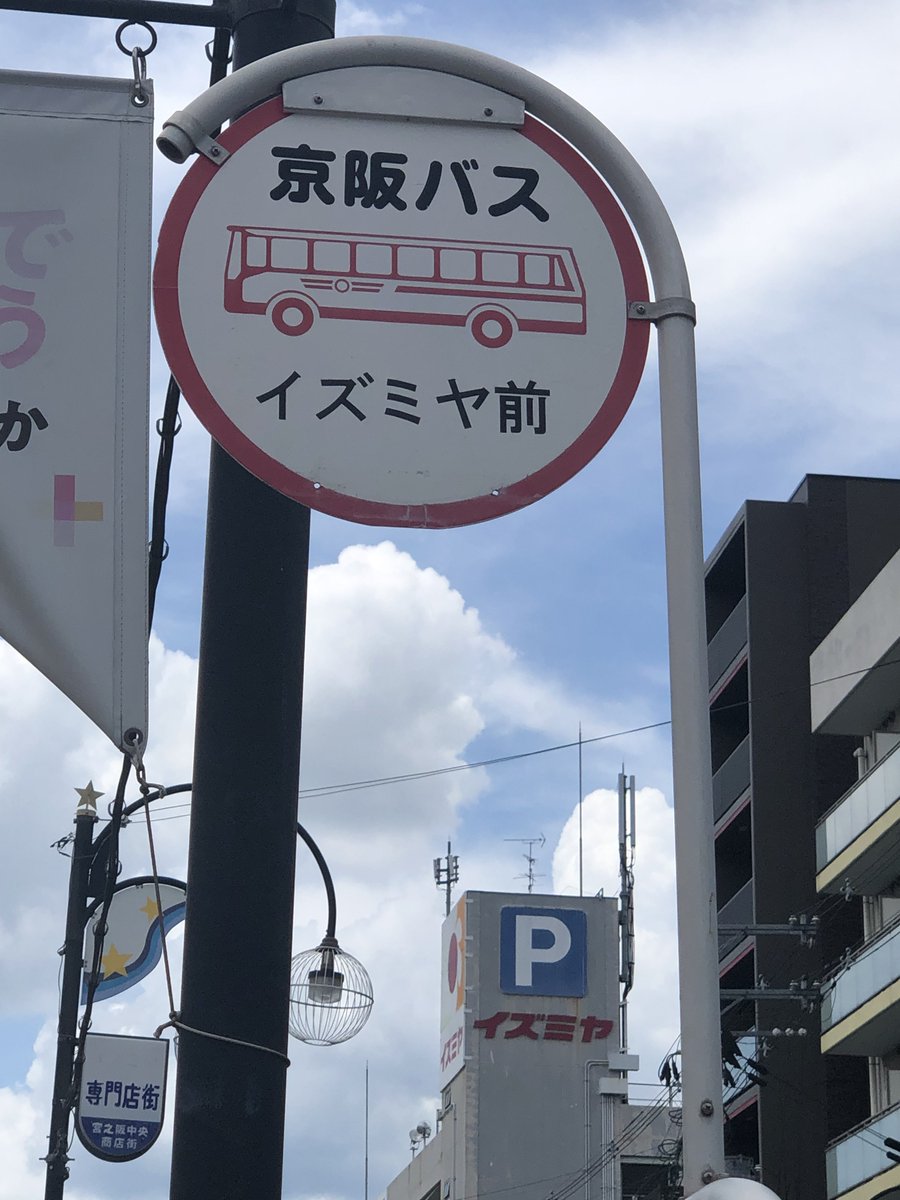 京阪バス
イズミヤ前
でう
か
P
イズミヤ
イズミヤ
専門店街
宮之阪中央
商店街